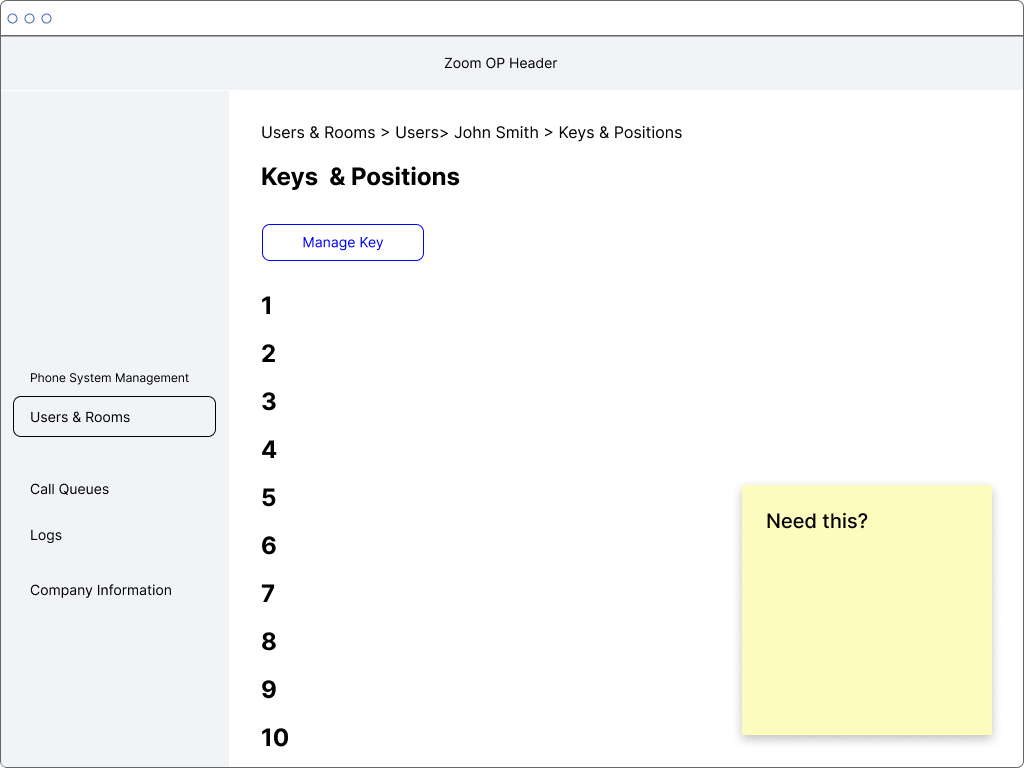 Zoom OP Header
Users & Rooms > Users> John Smith > Keys & Positions
Keys  & Positions
Manage Key
1
2
3
4
5
6
7
8
9
10
Phone System Management
Users & Rooms
Call Queues
Logs
Company Information
Need this?